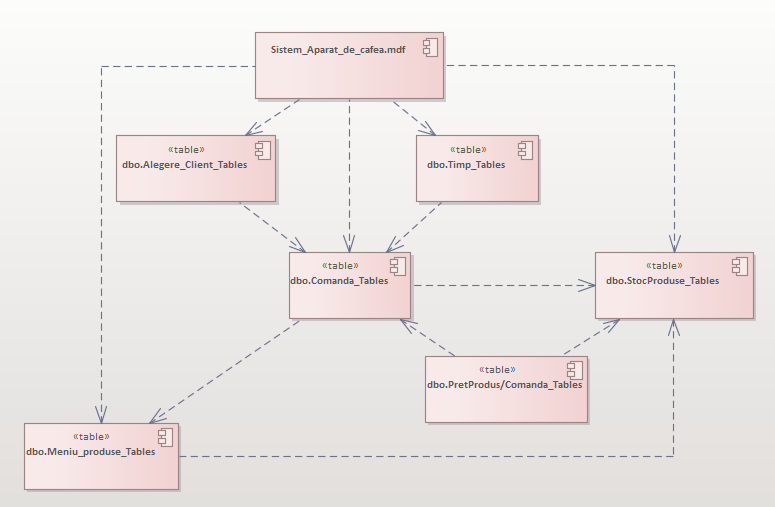 Sistem_Aparat_de_cafea.mdf
«table»
dbo.Alegere_Client_Tables
«table»
dbo.Timp_Tables
«table»
dbo.Comanda_Tables
«table»
dbo.StocProduse_Tables
«table»
dbo.PretProdus/Comanda_Tables
«table»
dbo.Meniu_produse_Tables